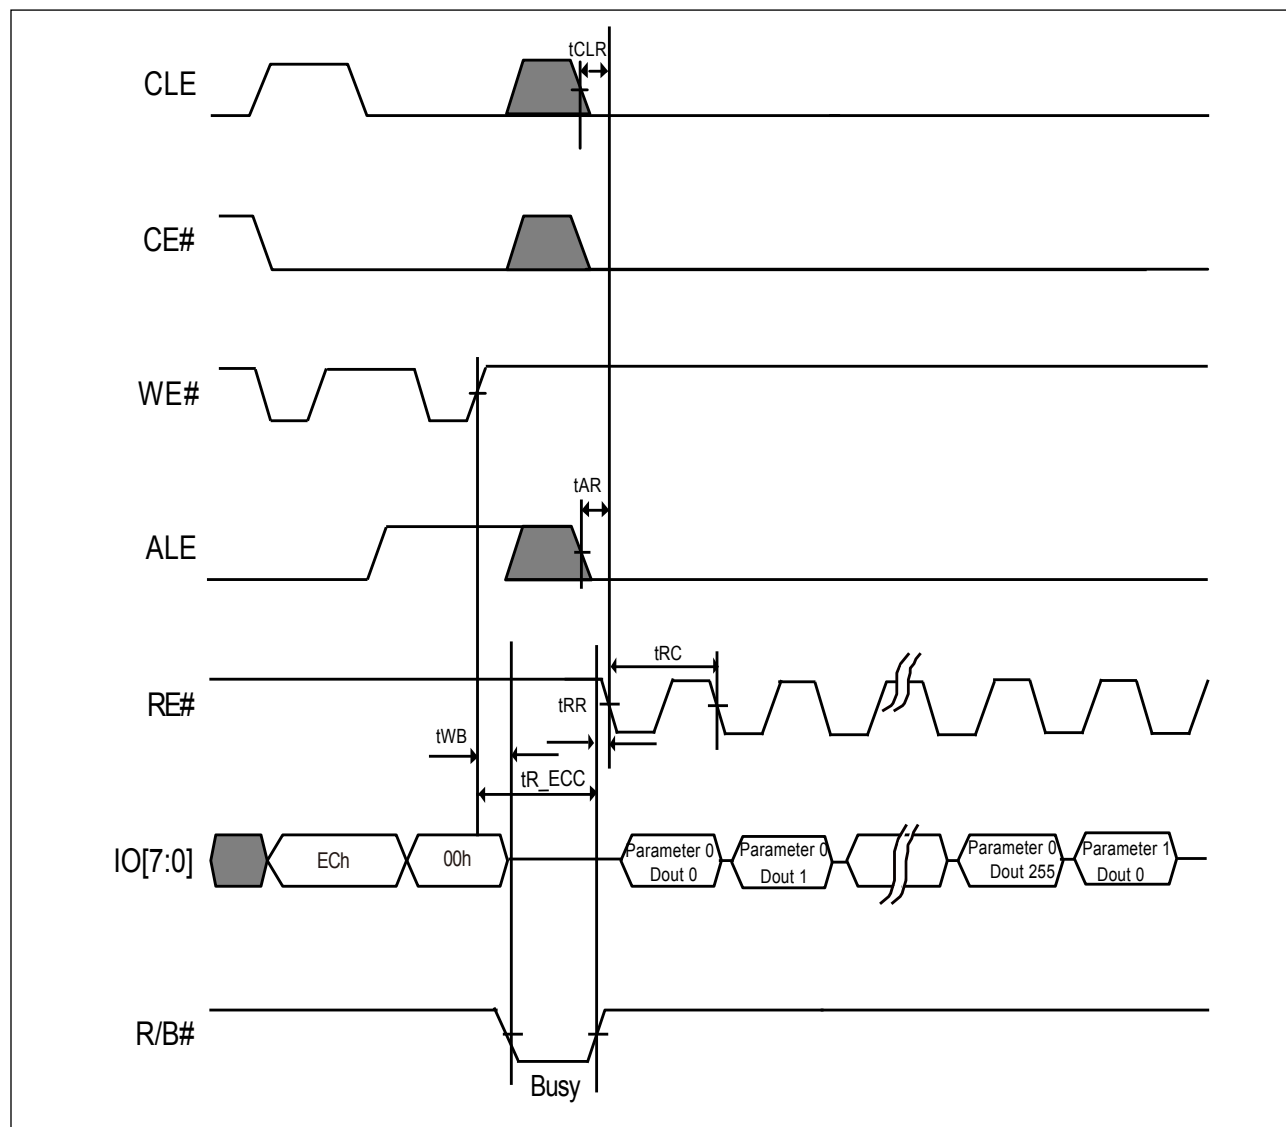 tCLR
CLE
CE#
WE#
tAR
ALE
tRC
RE#
tRR
tWB
tR_ECC
IO[7:0]
ECh
00h
Parameter 0
Dout 0
Parameter 0
Dout 1
Parameter 0
Dout 255
Parameter 1
Dout 0
R/B#
Busy